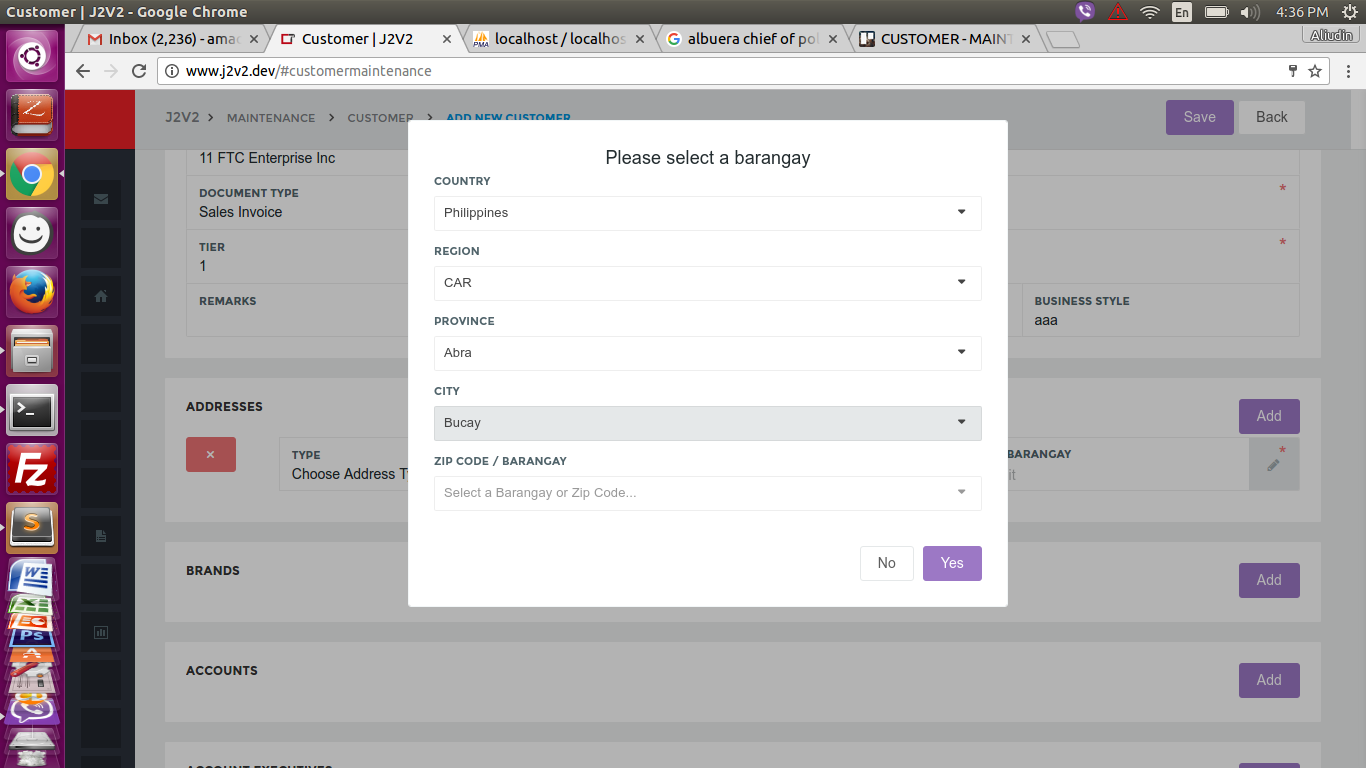 Customer | J2V2 - Google Chrome
En
4:36 PM
Aliudin
Inbox (2,236) - ama
Customer | J2V2
localhost / localhos
albuera chief of pol
CUSTOMER - MAINT
www.j2v2.dev/#customermaintenance
J2V2 > MAINTENANCE > CUSTOMER > ADD NEW CUSTOMER
Save
Back
11 FTC Enterprise Inc
DOCUMENT TYPE
Sales Invoice
*
TIER
1
*
REMARKS
BUSINESS STYLE
aaa
Please select a barangay
COUNTRY
Philippines
REGION
CAR
PROVINCE
Abra
CITY
Bucay
ZIP CODE / BARANGAY
Select a Barangay or Zip Code...
No
Yes
ADDRESSES
Add
×
TYPE
Choose Address T
BARANGAY
it
*
BRANDS
Add
ACCOUNTS
Add
ACCOUNT EXECUTIVES